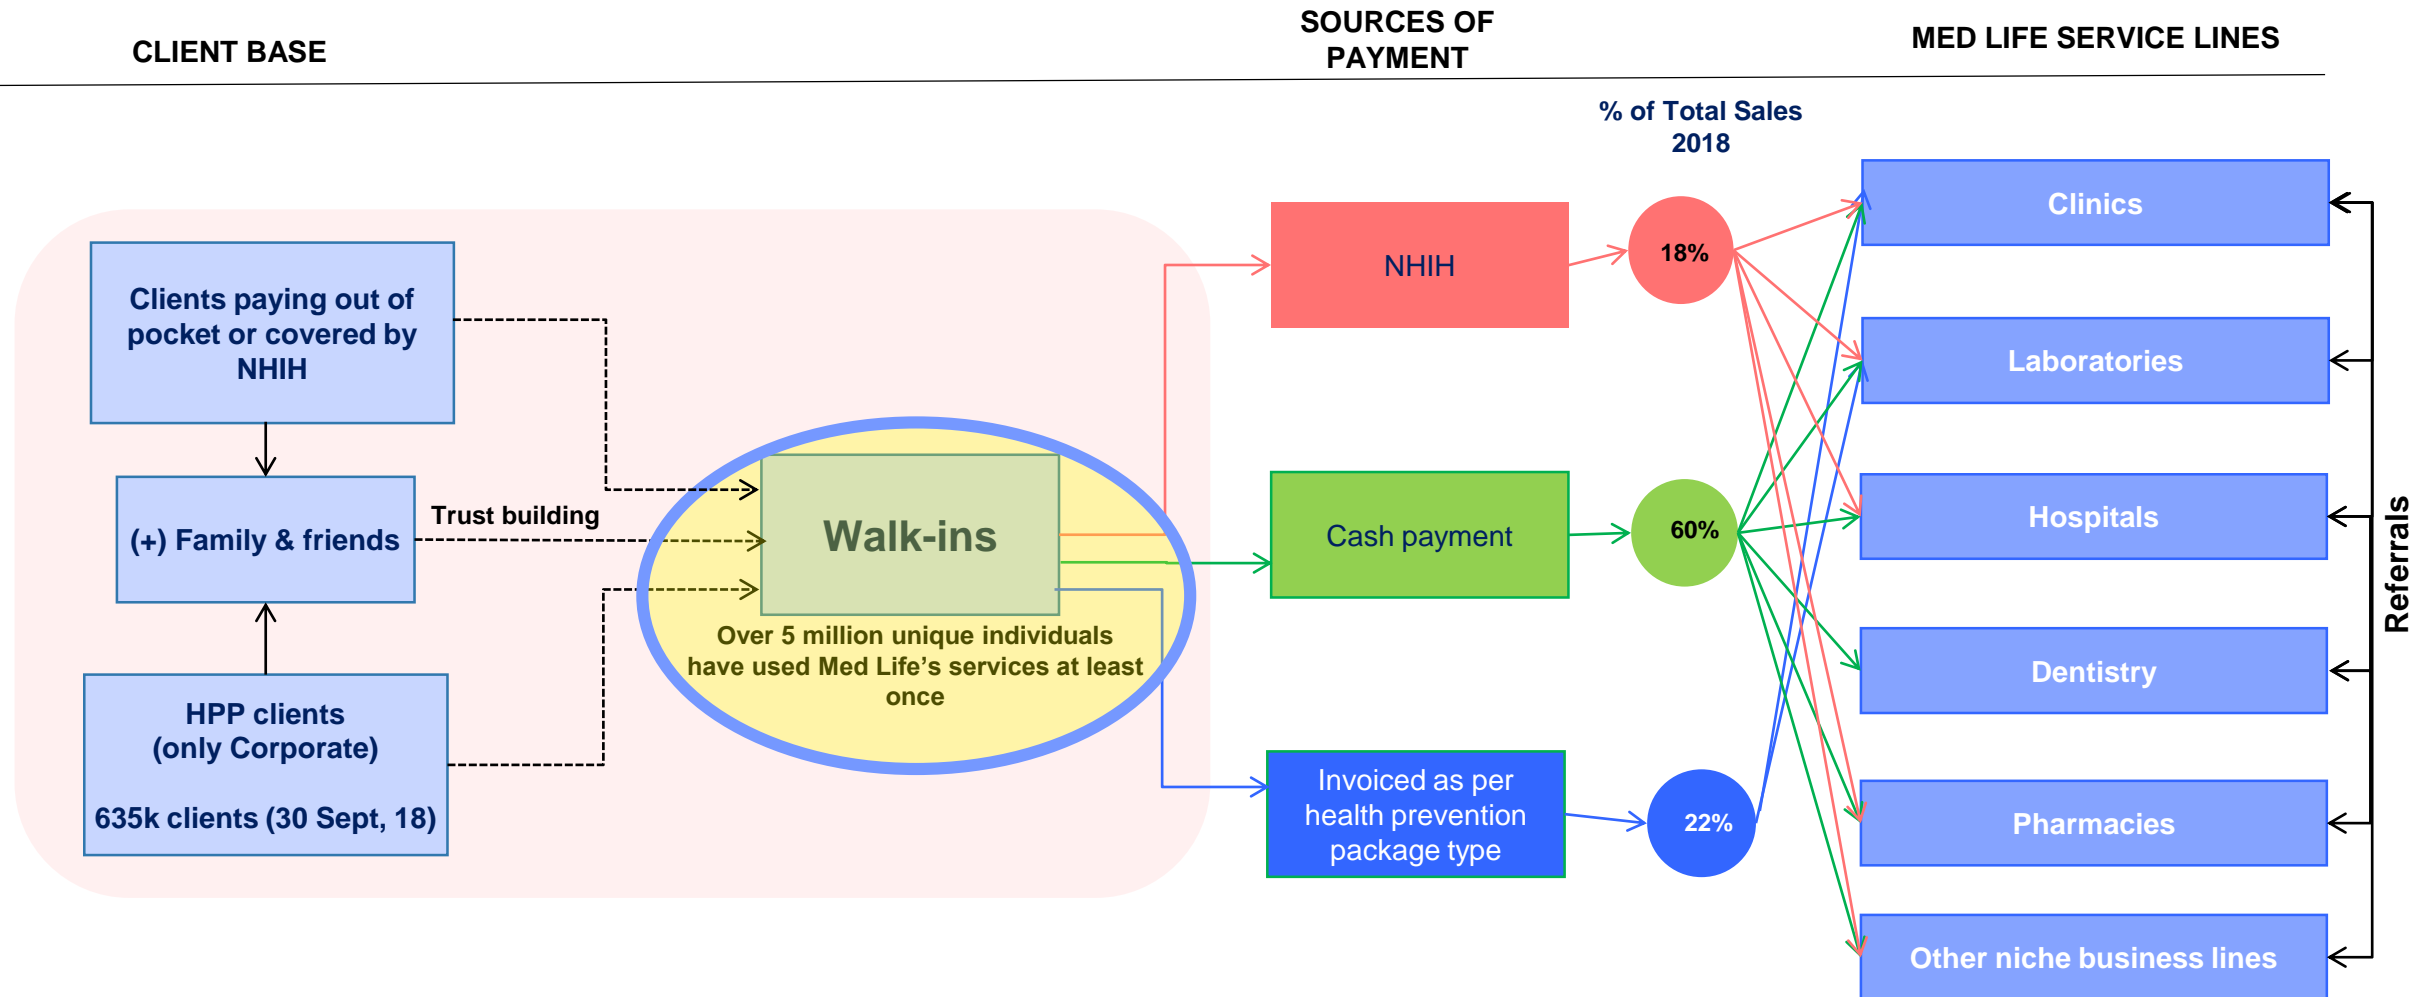 CLIENT BASE
SOURCES OF
PAYMENT
MED LIFE SERVICE LINES
% of Total Sales
2018
Clients paying out of
pocket or covered by
NHIH
(+) Family & friends
Trust building
HPP clients
(only Corporate)
635k clients (30 Sept, 18)
Walk-ins
Over 5 million unique individuals
have used Med Life’s services at least
once
NHIH
18%
Cash payment
60%
Invoiced as per
health prevention
package type
22%
Clinics
Laboratories
Hospitals
Dentistry
Pharmacies
Other niche business lines
Referrals